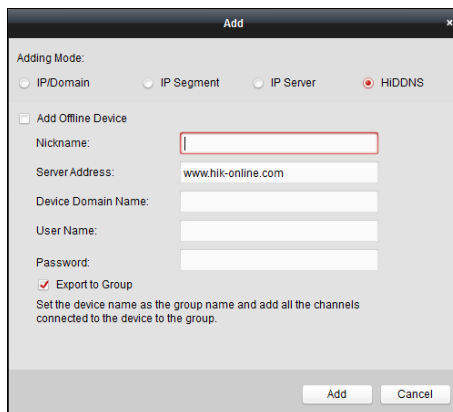 Add
Adding Mode:
IP/Domain IP Segment IP Server HiDDNS
Add Offline Device
Nickname:
Server Address: www.hik-online.com
Device Domain Name:
User Name:
Password:
Export to Group
Set the device name as the group name and add all the channels
connected to the device to the group.
Add Cancel